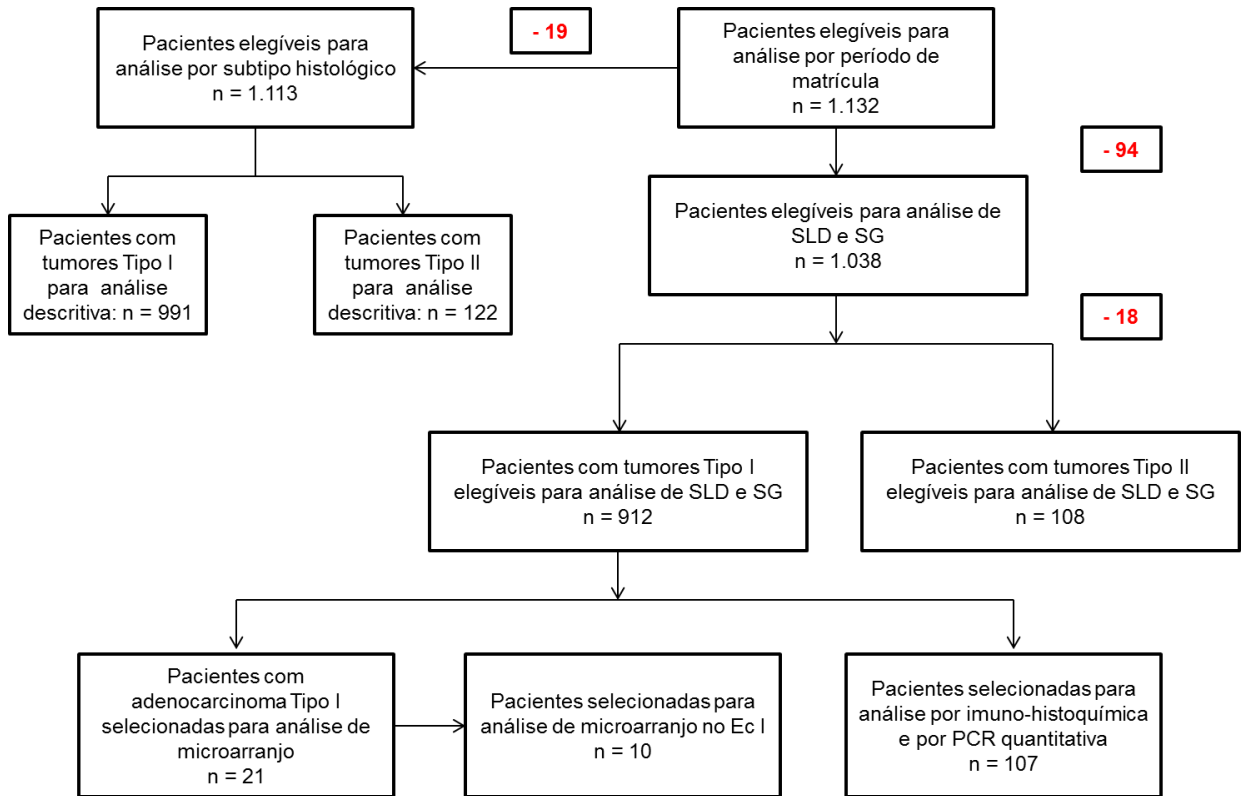 Pacientes elegíveis para
análise por subtipo histológico
n = 1.113
- 19
Pacientes elegíveis para
análise por período de
matrícula
n = 1.132
- 94
Pacientes com
tumores Tipo I
para análise
descritiva: n = 991
Pacientes com
tumores Tipo II
para análise
descritiva: n = 122
Pacientes elegíveis para análise de
SLD e SG
n = 1.038
- 18
Pacientes com tumores Tipo I
elegíveis para análise de SLD e SG
n = 912
Pacientes com tumores Tipo II
elegíveis para análise de SLD e SG
n = 108
Pacientes com
adenocarcinoma Tipo I
selecionadas para análise de
microarranjo
n = 21
Pacientes selecionadas para
análise de microarranjo no Ec I
n = 10
Pacientes selecionadas para
análise por imuno-histoquímica
e por PCR quantitativa
n = 107